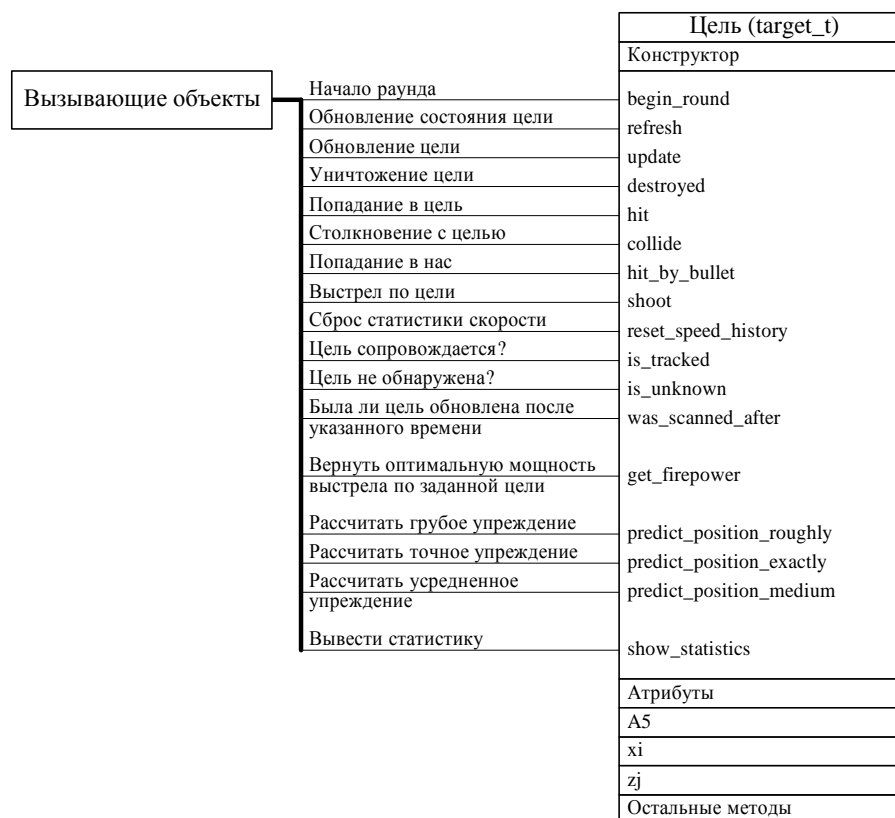 Цель (target_t)
Конструктор
Вызывающие объекты
Начало раунда
begin_round
Обновление состояния цели
refresh
Обновление цели
update
Уничтожение цели
destroyed
Попадание в цель
hit
Столкновение с целью
collide
Попадание в нас
hit_by_bullet
Выстрел по цели
shoot
Сброс статистики скорости
reset_speed_history
Цель сопровождается?
is_tracked
Цель не обнаружена?
is_unknown
Была ли цель обновлена после
указанного времени
was_scanned_after
Вернуть оптимальную мощность
выстрела по заданной цели
get_firepower
Рассчитать грубое упреждение
predict_position_roughly
Рассчитать точное упреждение
predict_position_exactly
Рассчитать усредненное
упреждение
predict_position_medium
Вывести статистику
show_statistics
Атрибуты
A5
xi
zj
Остальные методы